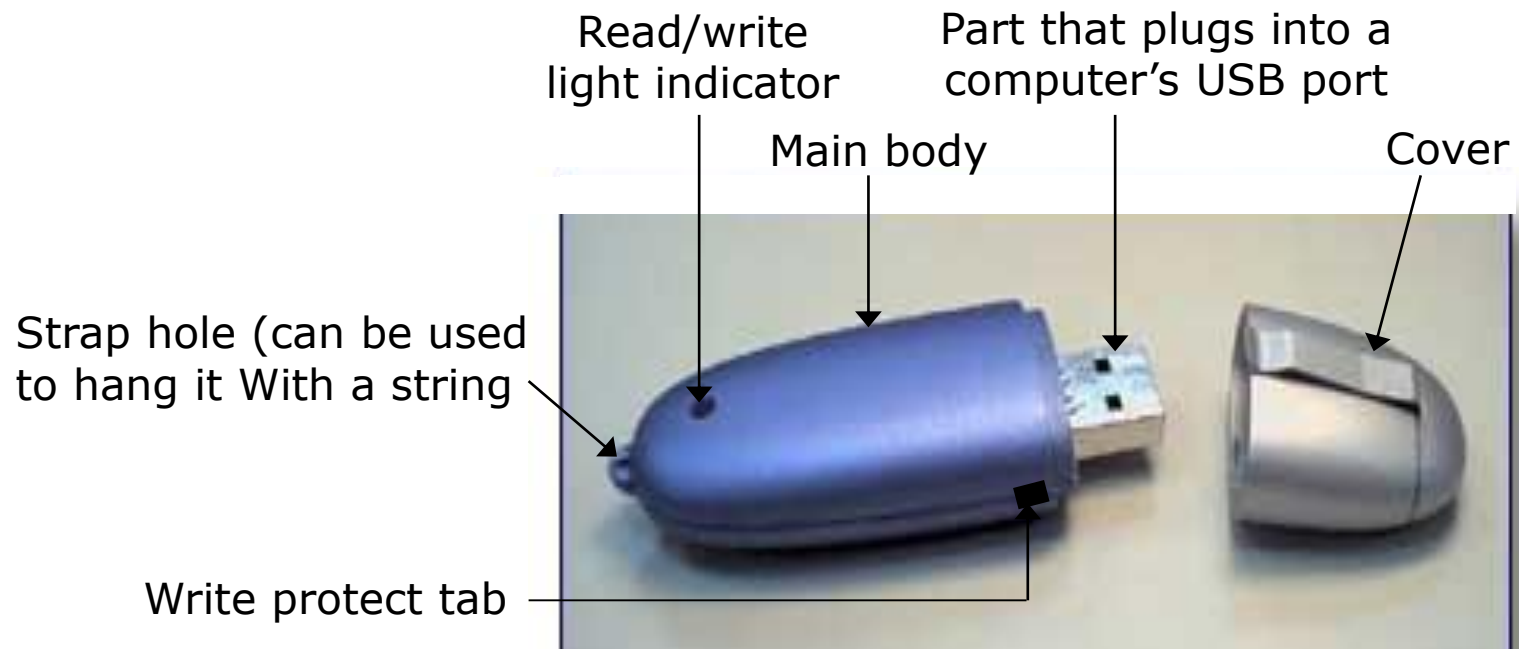 Read/write
light indicator
Part that plugs into a
computer’s USB port
Main body
Cover
Strap hole (can be used
to hang it With a string
Write protect tab